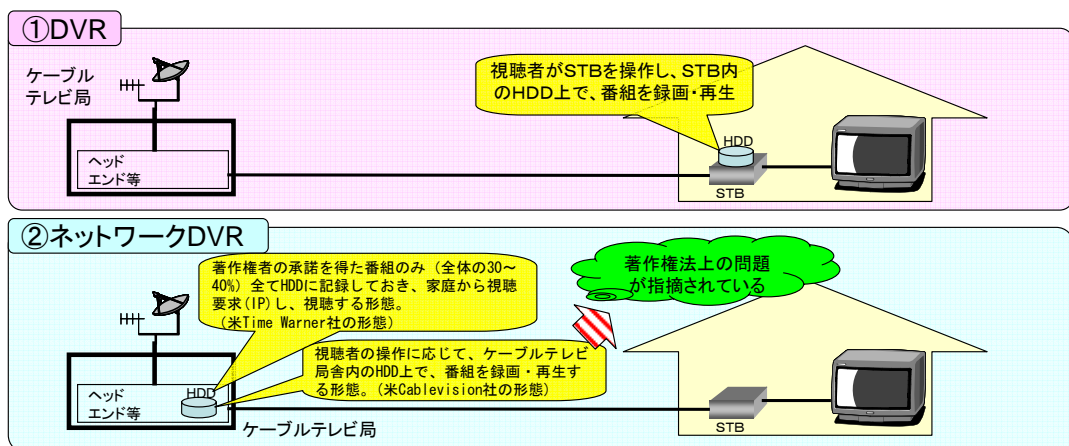 ①DVR
ケーブル
テレビ局
視聴者がSTBを操作し、STB内
のHDD上で、番組を録画・再生
HDD
ヘッド
エンド等
STB
②ネットワークDVR
著作権者の承諾を得た番組のみ（全体の30～
40%）全てHDDに記録しておき、家庭から視聴
要求(IP)し、視聴する形態。
（米Time Warner社の形態）
著作権法上の問題
が指摘されている
視聴者の操作に応じて、ケーブルテレビ
局舎内のHDD上で、番組を録画・再生す
る形態。（米Cablevision社の形態）
ヘッド
エンド等
HDD
ケーブルテレビ局
STB